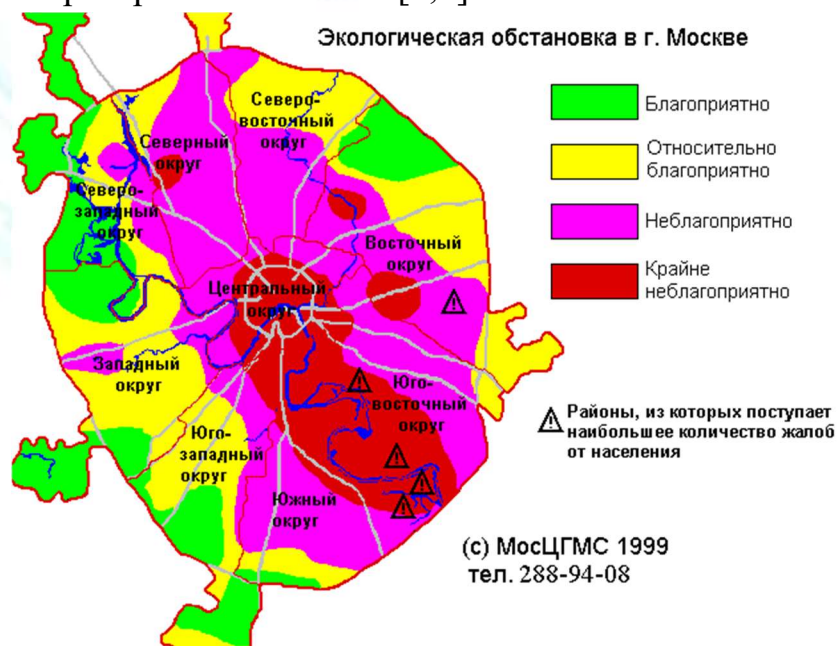 Экологическая обстановка в г. Москве
Северо-
восточный
округ
Северный
округ
Северо-
западный
округ
Восточный
округ
Центральный
округ
Западный
округ
Юго-
восточный
округ
Юго-
западный
округ
Южный
округ
Благоприятно
Относительно
благоприятно
Неблагоприятно
Крайне
неблагоприятно
Районы, из которых поступает
наибольшее количество жалоб
от населения
(с) МосЦГМС 1999
тел. 288-94-08